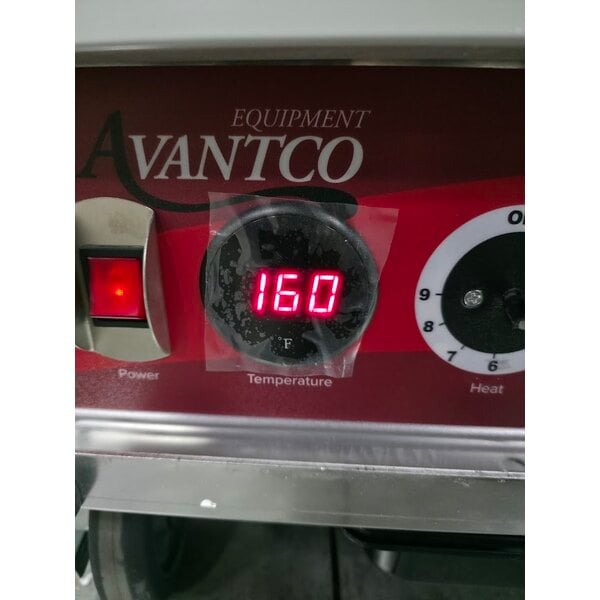 EQUIPMENT
AVANTCO
160
°F
Power
Temperature
9
8
7
6
Heat